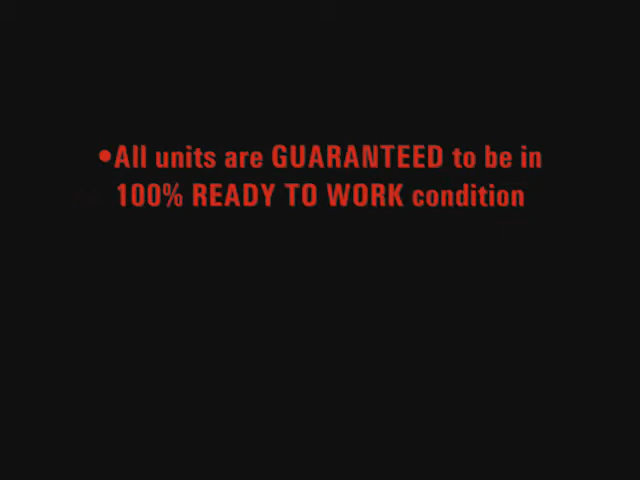 •All units are GUARANTEED to be in
100% READY TO WORK condition